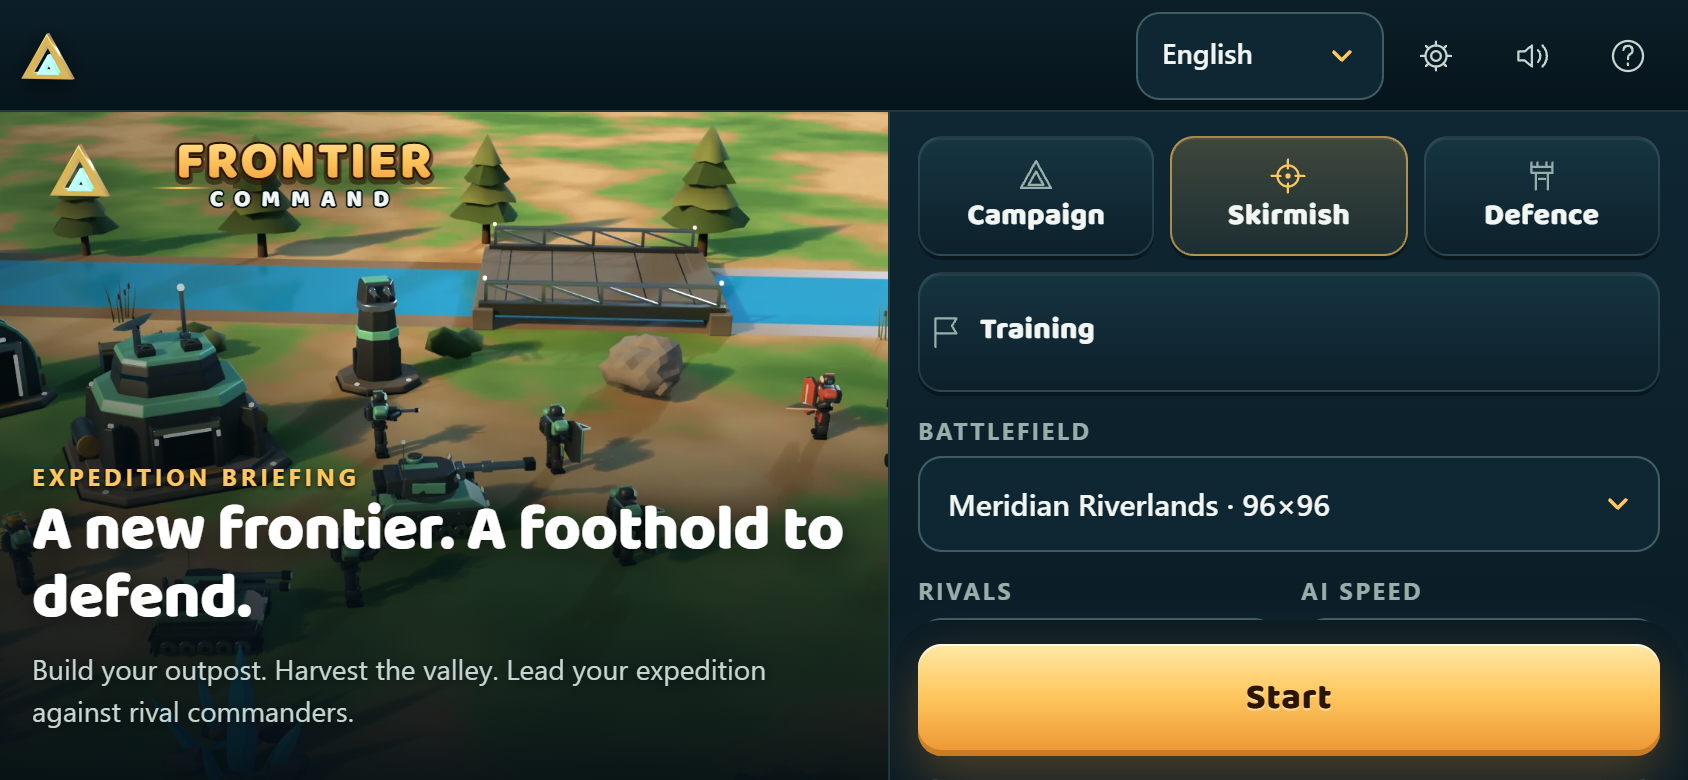 English
FRONTIER
COMMAND
EXPEDITION BRIEFING
A new frontier. A foothold to
defend.
Build your outpost. Harvest the valley. Lead your expedition
against rival commanders.
Campaign
Skirmish
Defence
Training
BATTLEFIELD
Meridian Riverlands · 96×96
RIVALS
AI SPEED
Start